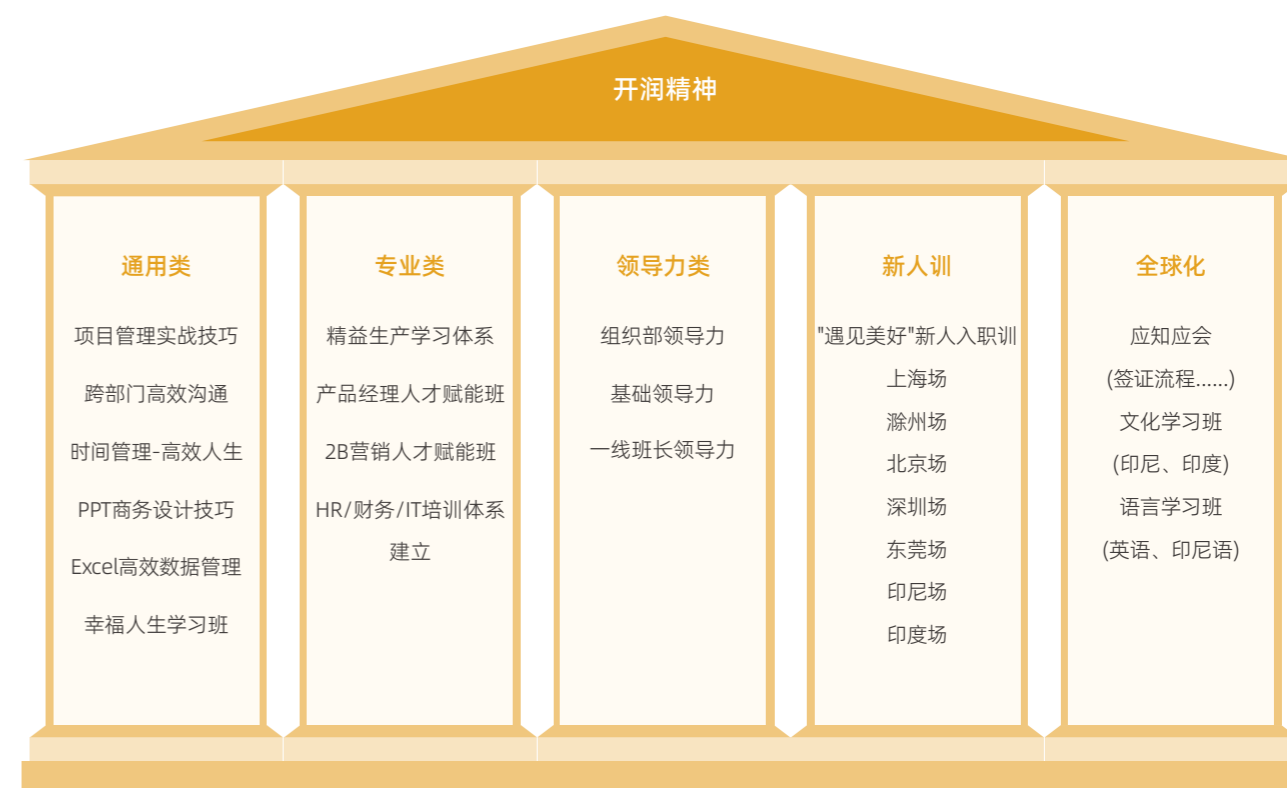 开润精神
通用类
项目管理实战技巧
跨部门高效沟通
时间管理-高效人生
PPT商务设计技巧
Excel高效数据管理
幸福人生学习班
专业类
精益生产学习体系
产品经理人才赋能班
2B营销人才赋能班
HR/财务/IT培训体系
建立
领导力类
组织部领导力
基础领导力
一线班长领导力
新人训
"遇见美好"新人入职训
上海场
滁州场
北京场
深圳场
东莞场
印尼场
印度场
全球化
应知应会
(签证流程......)
文化学习班
(印尼、印度)
语言学习班
(英语、印尼语)